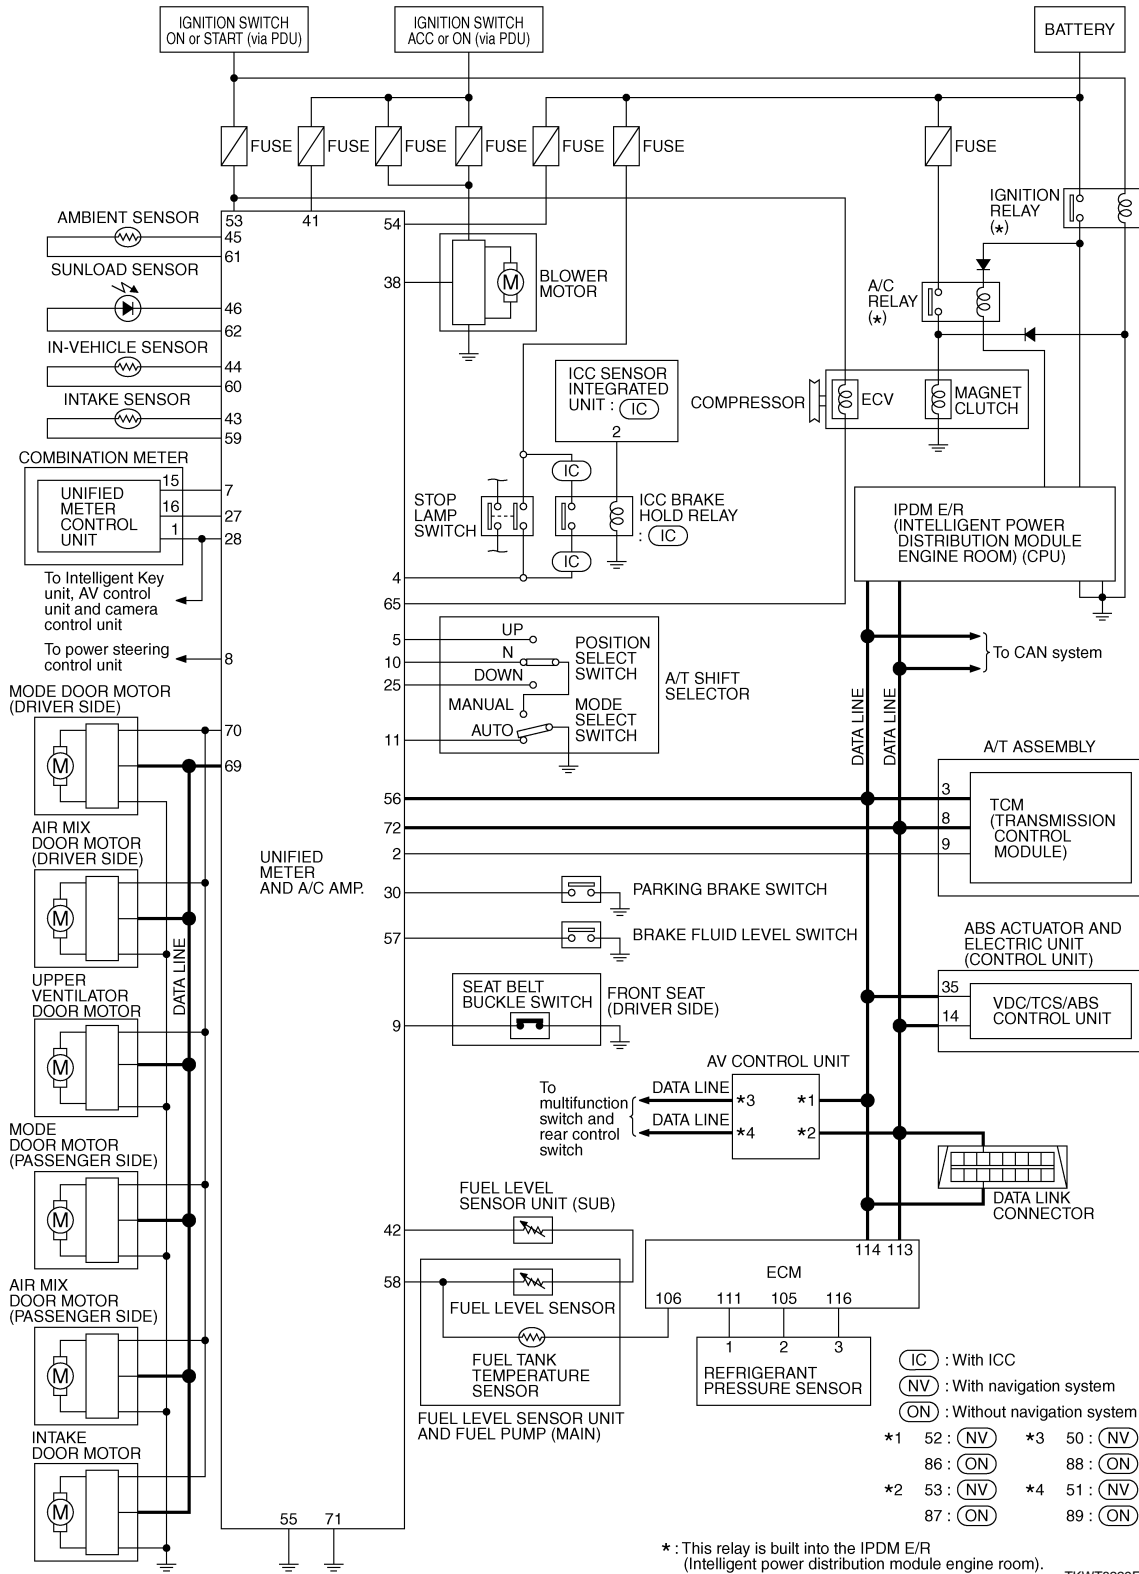 IGNITION SWITCH
ON or START (via PDU)
IGNITION SWITCH
ACC or ON (via PDU)
BATTERY
FUSE
FUSE
FUSE
FUSE
FUSE
FUSE
FUSE
IGNITION
RELAY
(*)
A/C
RELAY
(*)
AMBIENT SENSOR
SUNLOAD SENSOR
IN-VEHICLE SENSOR
INTAKE SENSOR
53
41
45
61
46
62
44
60
43
59
54
38
BLOWER
MOTOR
M
ICC SENSOR
INTEGRATED
UNIT : IC
2
COMPRESSOR
ECV
MAGNET
CLUTCH
COMBINATION METER
UNIFIED
METER
CONTROL
UNIT
15
16
1
7
27
28
To Intelligent Key
unit, AV control
unit and camera
control unit
To power steering
control unit
8
STOP
LAMP
SWITCH
IC
IC
ICC BRAKE
HOLD RELAY
: IC
4
65
IPDM E/R
(INTELLIGENT POWER
DISTRIBUTION MODULE
ENGINE ROOM) (CPU)
To CAN system
DATA LINE
DATA LINE
5
10
25
11
UP
N
DOWN
MANUAL
AUTO
POSITION
SELECT
SWITCH
MODE
SELECT
SWITCH
A/T SHIFT
SELECTOR
MODE DOOR MOTOR
(DRIVER SIDE)
M
70
69
AIR MIX
DOOR MOTOR
(DRIVER SIDE)
M
DATA LINE
UPPER
VENTILATOR
DOOR MOTOR
M
MODE
DOOR MOTOR
(PASSENGER SIDE)
M
AIR MIX
DOOR MOTOR
(PASSENGER SIDE)
M
INTAKE
DOOR MOTOR
M
UNIFIED
METER
AND A/C AMP.
56
72
2
30
57
9
42
58
55
71
A/T ASSEMBLY
3
8
9
TCM
(TRANSMISSION
CONTROL
MODULE)
PARKING BRAKE SWITCH
BRAKE FLUID LEVEL SWITCH
SEAT BELT
BUCKLE SWITCH
FRONT SEAT
(DRIVER SIDE)
ABS ACTUATOR AND
ELECTRIC UNIT
(CONTROL UNIT)
35
14
VDC/TCS/ABS
CONTROL UNIT
AV CONTROL UNIT
To
multifunction
switch and
rear control
switch
DATA LINE
DATA LINE
*3
*4
*1
*2
DATA LINK
CONNECTOR
FUEL LEVEL
SENSOR UNIT (SUB)
FUEL LEVEL SENSOR
FUEL TANK
TEMPERATURE
SENSOR
FUEL LEVEL SENSOR UNIT
AND FUEL PUMP (MAIN)
114 113
ECM
106
111
105
116
1
2
3
REFRIGERANT
PRESSURE SENSOR
IC : With ICC
NV : With navigation system
ON : Without navigation system
*1 52 : NV *3 50 : NV
86 : ON 88 : ON
*2 53 : NV *4 51 : NV
87 : ON 89 : ON
* : This relay is built into the IPDM E/R
(Intelligent power distribution module engine room).